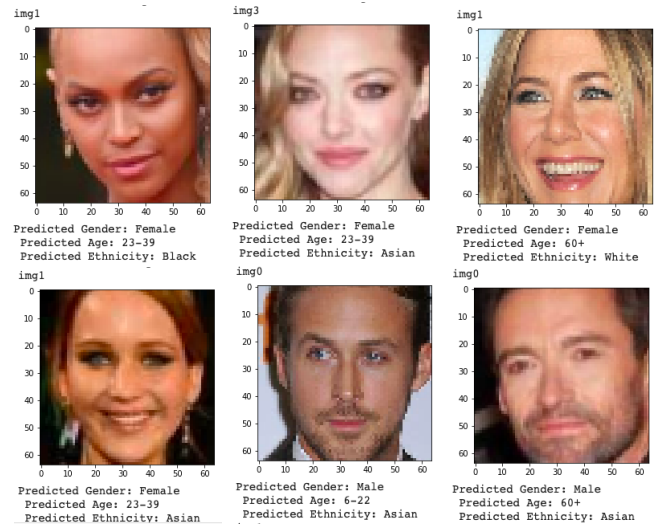 img1
0
10
20
30
40
50
60
0 10 20 30 40 50 60
Predicted Gender: Female
Predicted Age: 23-39
Predicted Ethnicity: Black
img3
0
10
20
30
40
50
60
0 10 20 30 40 50 60
Predicted Gender: Female
Predicted Age: 23-39
Predicted Ethnicity: Asian
img1
0
10
20
30
40
50
60
0 10 20 30 40 50 60
Predicted Gender: Female
Predicted Age: 60+
Predicted Ethnicity: White
img1
0
10
20
30
40
50
60
0 10 20 30 40 50 60
Predicted Gender: Female
Predicted Age: 23-39
Predicted Ethnicity: Asian
img0
0
10
20
30
40
50
60
0 10 20 30 40 50 60
Predicted Gender: Male
Predicted Age: 6-22
Predicted Ethnicity: Asian
img0
0
10
20
30
40
50
60
0 10 20 30 40 50 60
Predicted Gender: Male
Predicted Age: 60+
Predicted Ethnicity: Asian